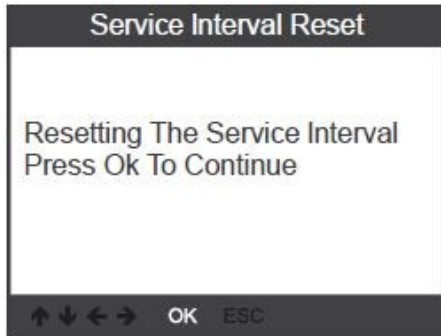 Service Interval Reset
Resetting The Service Interval
Press Ok To Continue
OK ESC